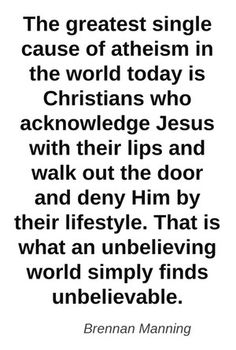 The greatest single
cause of atheism in
the world today is
Christians who
acknowledge Jesus
with their lips and
walk out the door
and deny Him by
their lifestyle. That is
what an unbelieving
world simply finds
unbelievable.
Brennan Manning